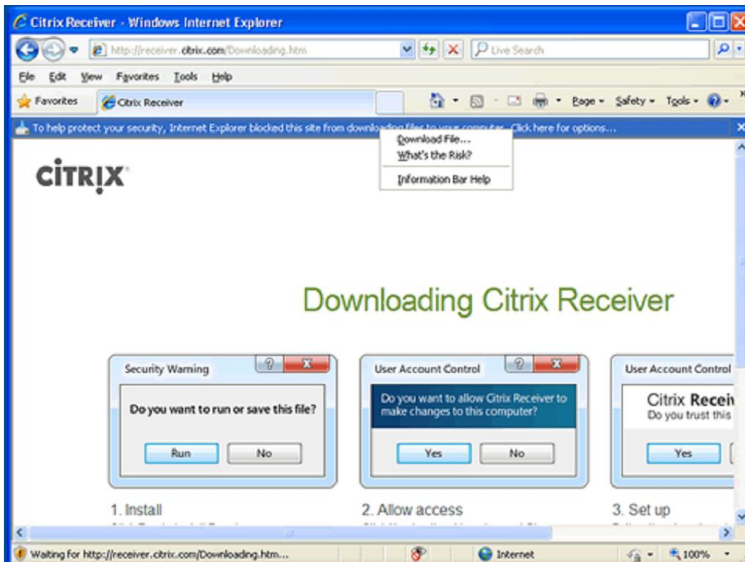 Citrix Receiver - Windows Internet Explorer
http://receiver.citrix.com/Downloading.htm
Live Search
File Edit View Favorites Tools Help
Favorites Citrix Receiver Page Safety Tools
To help protect your security, Internet Explorer blocked this site from downloading files to your computer. Click here for options...
Download File...
What's the Risk?
Information Bar Help
CİTRIX
Downloading Citrix Receiver
Security Warning
Do you want to run or save this file?
Run No
User Account Control
Do you want to allow Citrix Receiver to
make changes to this computer?
Yes No
User Account Control
Citrix Receiv
Do you trust this
Yes
1. Install
2. Allow access
3. Set up
Waiting for http://receiver.citrix.com/Downloading.htm... Internet 100%